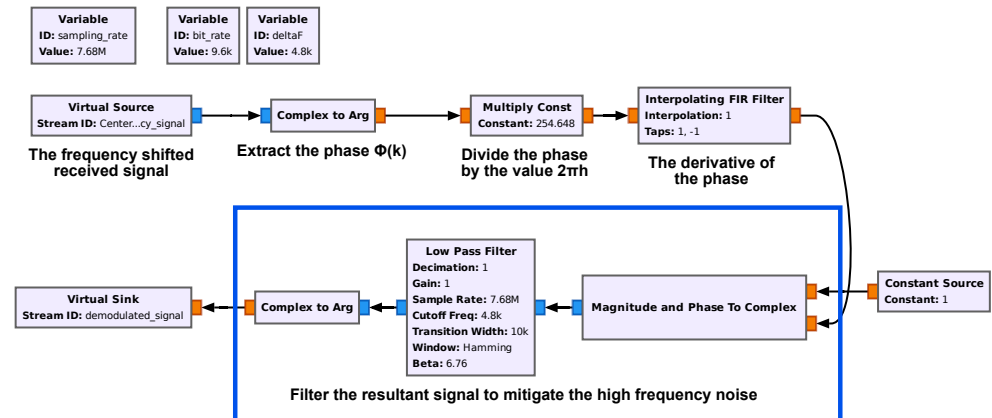 Variable
ID: sampling_rate
Value: 7.68M
Variable
ID: bit_rate
Value: 9.6k
Variable
ID: deltaF
Value: 4.8k
Virtual Source
Stream ID: Center...cy_signal
The frequency shifted
received signal
Complex to Arg
Extract the phase Φ(k)
Multiply Const
Constant: 254.648
Divide the phase
by the value 2πh
Interpolating FIR Filter
Interpolation: 1
Taps: 1, -1
The derivative of
the phase
Virtual Sink
Stream ID: demodulated_signal
Complex to Arg
Low Pass Filter
Decimation: 1
Gain: 1
Sample Rate: 7.68M
Cutoff Freq: 4.8k
Transition Width: 10k
Window: Hamming
Beta: 6.76
Magnitude and Phase To Complex
Constant Source
Constant: 1
Filter the resultant signal to mitigate the high frequency noise